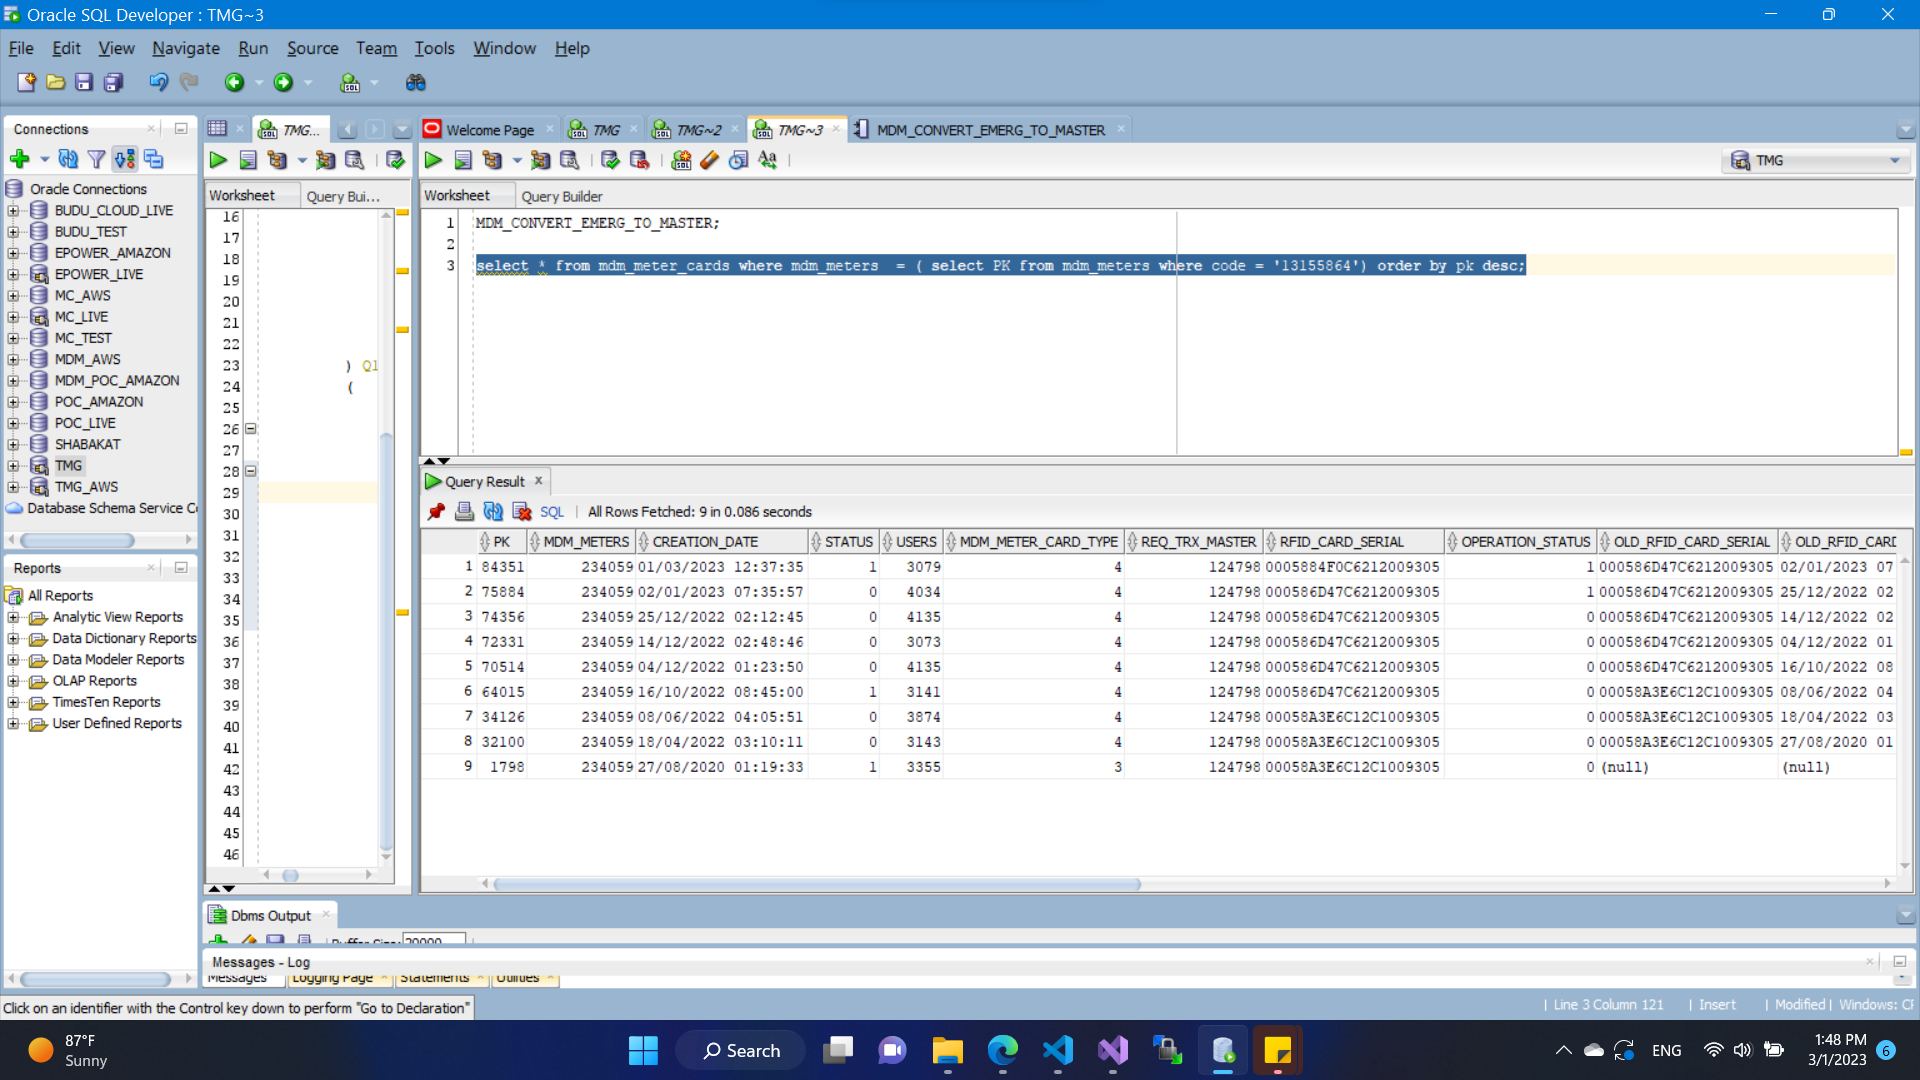 Oracle SQL Developer : TMG~3
File Edit View Navigate Run Source Team Tools Window Help
Connections
Oracle Connections
BUDU_CLOUD_LIVE
BUDU_TEST
EPOWER_AMAZON
EPOWER_LIVE
MC_AWS
MC_LIVE
MC_TEST
MDM_AWS
MDM_POC_AMAZON
POC_AMAZON
POC_LIVE
SHABAKAT
TMG
TMG_AWS
Database Schema Service C
Reports
All Reports
Analytic View Reports
Data Dictionary Reports
Data Modeler Reports
OLAP Reports
TimesTen Reports
User Defined Reports
TMG...
Worksheet Query Bui...
16
17
18
19
20
21
22
23 ) Q1
24 (
25
26
27
28
29
30
31
32
33
34
35
36
37
38
39
40
41
42
43
44
45
46
Welcome Page TMG TMG~2 TMG~3 MDM_CONVERT_EMERG_TO_MASTER
SQL Aa TMG
Worksheet Query Builder
1 MDM_CONVERT_EMERG_TO_MASTER;
2
3 select * from mdm_meter_cards where mdm_meters = ( select PK from mdm_meters where code = '13155864') order by pk desc;
Query Result
SQL | All Rows Fetched: 9 in 0.086 seconds
PK MDM_METERS CREATION_DATE STATUS USERS MDM_METER_CARD_TYPE REQ_TRX_MASTER RFID_CARD_SERIAL OPERATION_STATUS OLD_RFID_CARD_SERIAL OLD_RFID_CARD
1 84351 234059 01/03/2023 12:37:35 1 3079 4 124798 0005884F0C6212009305 1 000586D47C6212009305 02/01/2023 07
2 75884 234059 02/01/2023 07:35:57 0 4034 4 124798 000586D47C6212009305 1 000586D47C6212009305 25/12/2022 02
3 74356 234059 25/12/2022 02:12:45 0 4135 4 124798 000586D47C6212009305 0 000586D47C6212009305 14/12/2022 02
4 72331 234059 14/12/2022 02:48:46 0 3073 4 124798 000586D47C6212009305 0 000586D47C6212009305 04/12/2022 01
5 70514 234059 04/12/2022 01:23:50 0 4135 4 124798 000586D47C6212009305 0 000586D47C6212009305 16/10/2022 08
6 64015 234059 16/10/2022 08:45:00 1 3141 4 124798 000586D47C6212009305 0 00058A3E6C12C1009305 08/06/2022 04
7 34126 234059 08/06/2022 04:05:51 0 3874 4 124798 00058A3E6C12C1009305 0 00058A3E6C12C1009305 18/04/2022 03
8 32100 234059 18/04/2022 03:10:11 0 3143 4 124798 00058A3E6C12C1009305 0 00058A3E6C12C1009305 27/08/2020 01
9 1798 234059 27/08/2020 01:19:33 1 3355 3 124798 00058A3E6C12C1009305 0 (null) (null)
Dbms Output
Buffer Size: 20000
Messages - Log
Messages Logging Page Statements Utilities
Click on an identifier with the Control key down to perform "Go to Declaration"
| Line 3 Column 121 | Insert | Modified | Windows: CF
87°F
Sunny
Search
ENG
1:48 PM
3/1/2023
6